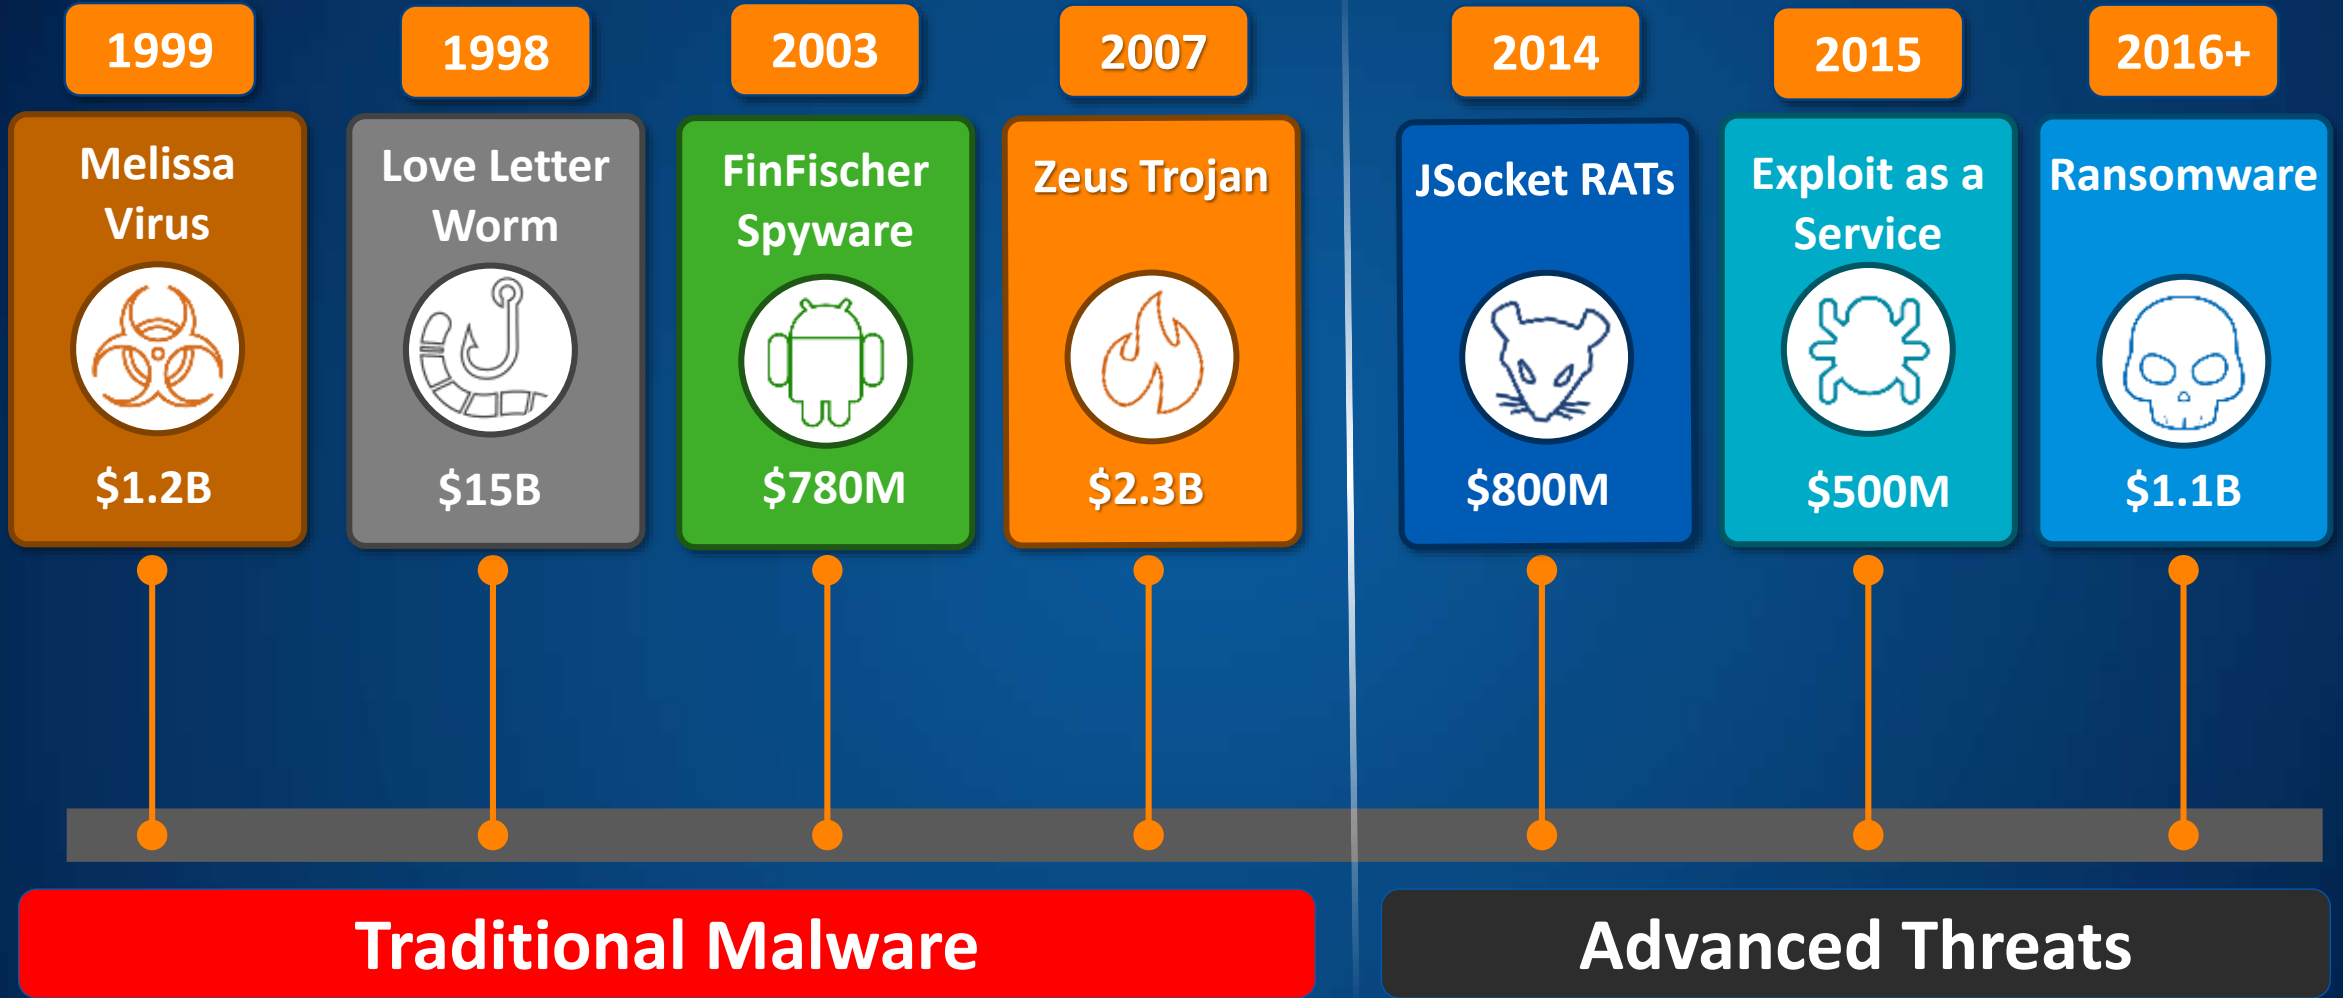 1999
Melissa
Virus
$1.2B
1998
Love Letter
Worm
$15B
2003
FinFischer
Spyware
$780M
2007
Zeus Trojan
$2.3B
2014
JSocket RATs
$800M
2015
Exploit as a
Service
$500M
2016+
Ransomware
$1.1B
Traditional Malware
Advanced Threats